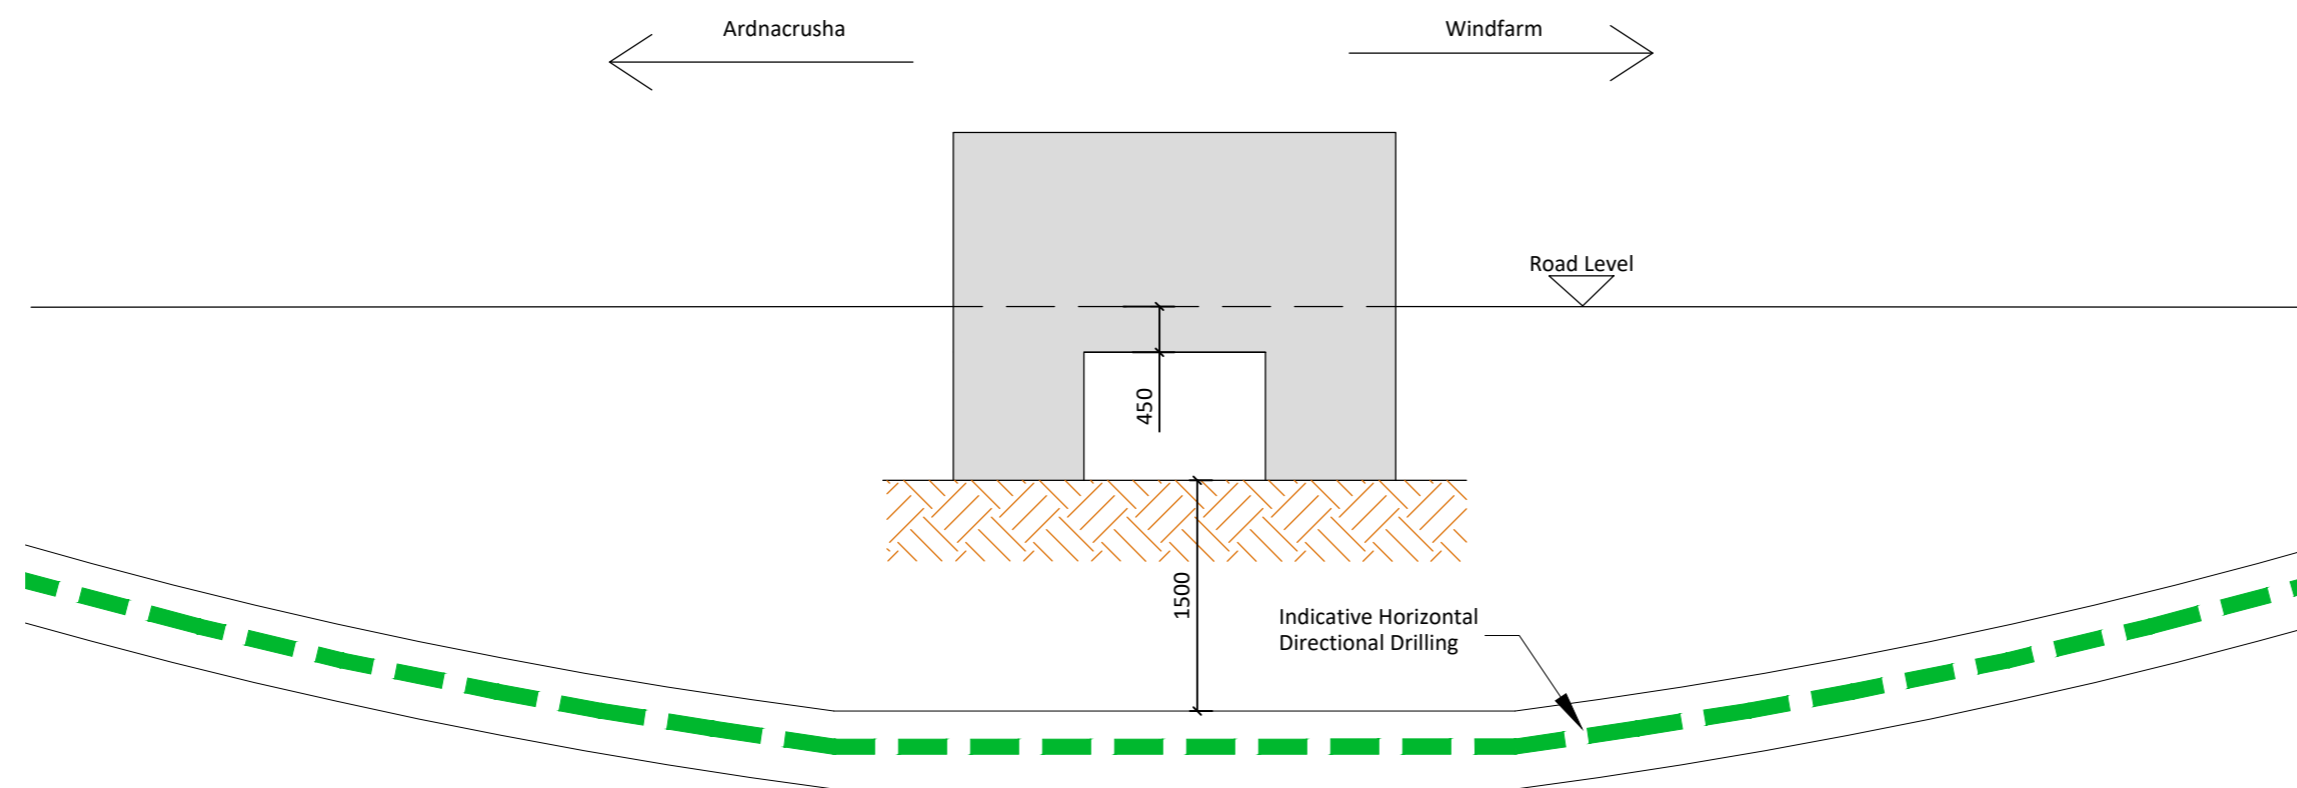 Ardnacrusha
Windfarm
Road Level
450
1500
Indicative Horizontal
Directional Drilling